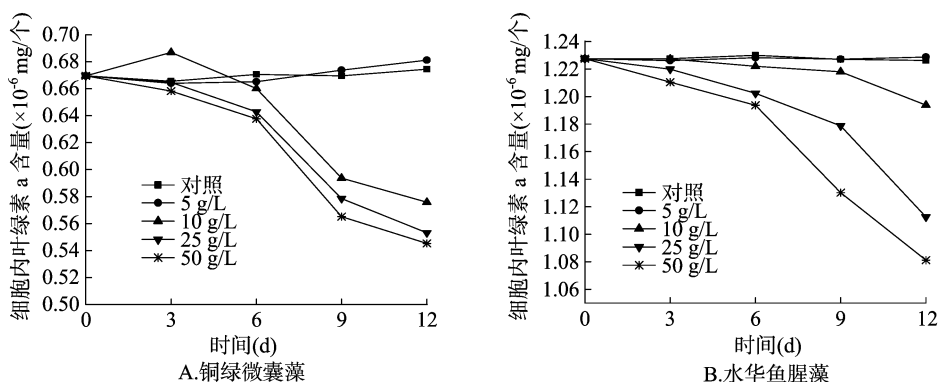 细胞内叶绿素 a 含量(×10⁻⁶ mg/个)
0.70
0.68
0.66
0.64
0.62
0.60
0.58
0.56
0.54
0.52
0.50
对照
5 g/L
10 g/L
25 g/L
50 g/L
0 3 6 9 12
时间(d)
A.铜绿微囊藻
细胞内叶绿素 a 含量(×10⁻⁶ mg/个)
1.24
1.22
1.20
1.18
1.16
1.14
1.12
1.10
1.08
1.06
对照
5 g/L
10 g/L
25 g/L
50 g/L
0 3 6 9 12
时间(d)
B.水华鱼腥藻